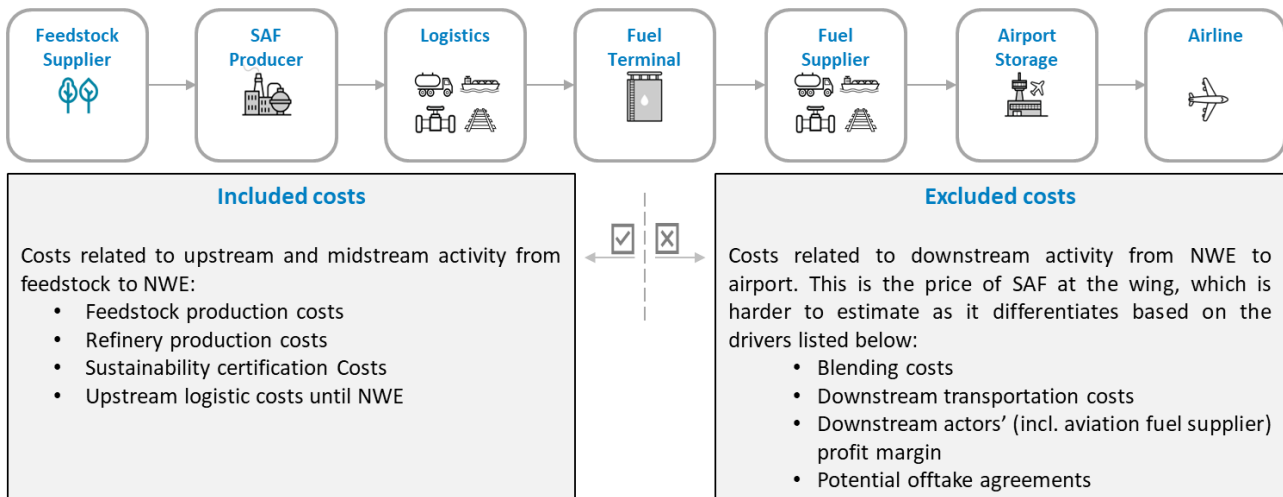 Feedstock
Supplier
SAF
Producer
Logistics
Fuel
Terminal
Fuel
Supplier
Airport
Storage
Airline
Included costs
Costs related to upstream and midstream activity from
feedstock to NWE:
• Feedstock production costs
• Refinery production costs
• Sustainability certification Costs
• Upstream logistic costs until NWE
Excluded costs
Costs related to downstream activity from NWE to
airport. This is the price of SAF at the wing, which is
harder to estimate as it differentiates based on the
drivers listed below:
• Blending costs
• Downstream transportation costs
• Downstream actors’ (incl. aviation fuel supplier)
profit margin
• Potential offtake agreements